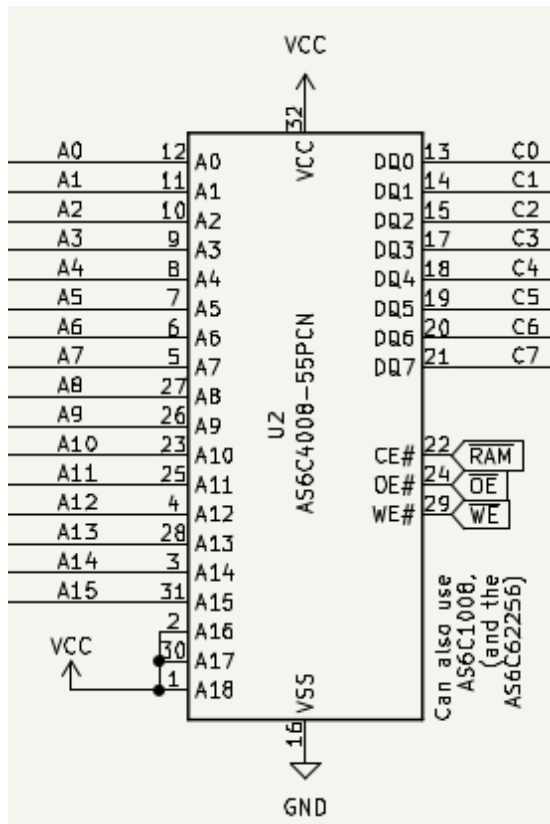 VCC
32
VCC
A0 12 A0 DQ0 13 C0
A1 11 A1 DQ1 14 C1
A2 10 A2 DQ2 15 C2
A3 9 A3 DQ3 17 C3
A4 8 A4 DQ4 18 C4
A5 7 A5 DQ5 19 C5
A6 6 A6 DQ6 20 C6
A7 5 A7 DQ7 21 C7
A8 27 A8
A9 26 A9
A10 23 A10 CE# 22 RAM
A11 25 A11 OE# 24 OE
A12 4 A12 WE# 29 WE
A13 28 A13
A14 3 A14
A15 31 A15
2 A16
VCC 30 A17
1 A18
U2
AS6C4008-55PCN
Can also use
AS6C1008,
(and the
AS6C62256)
VSS
16
GND